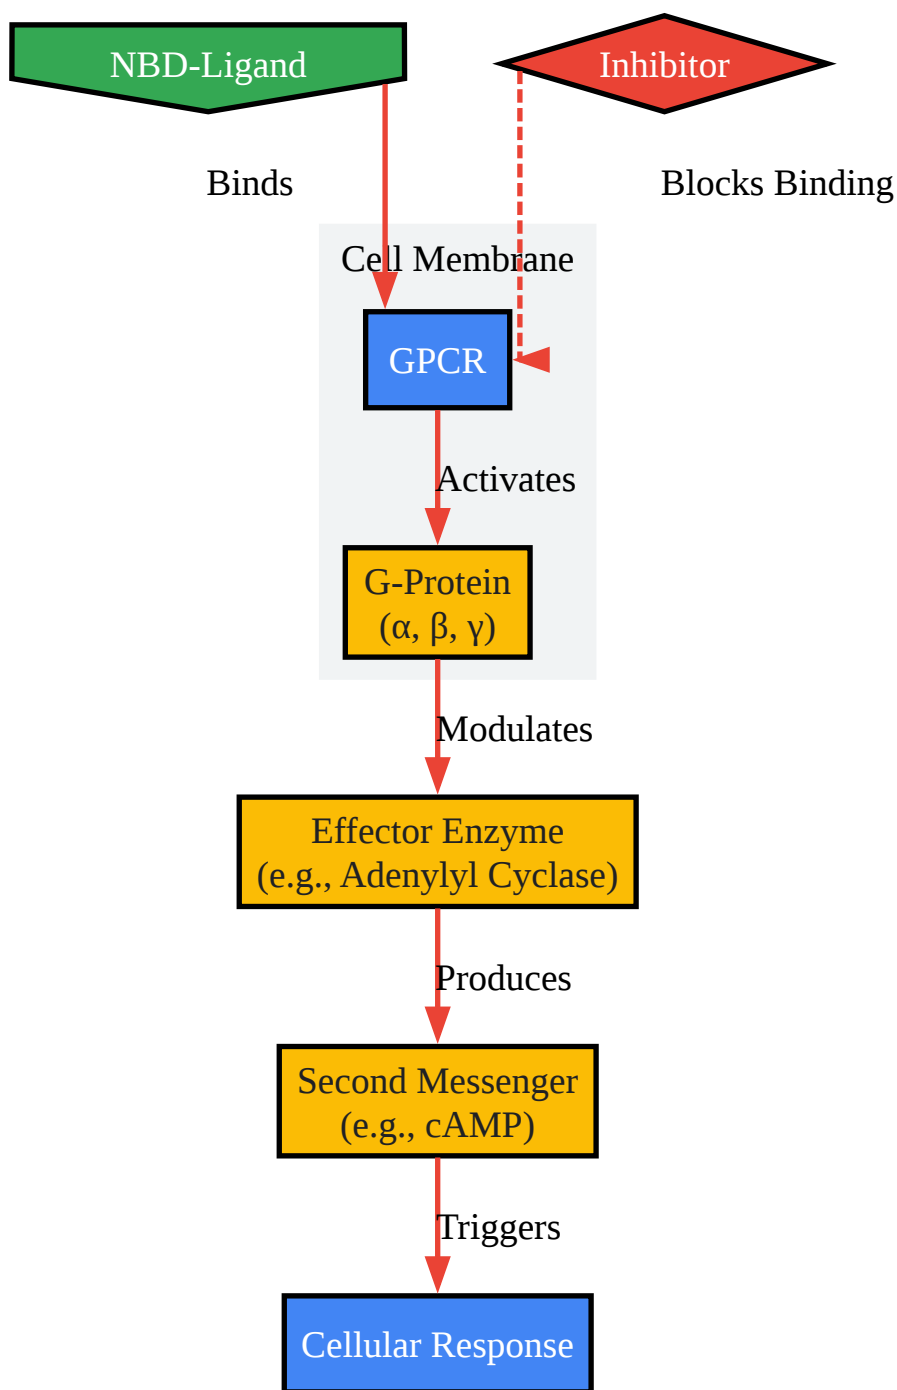 NBD-Ligand
Inhibitor
Binds
Blocks Binding
Cell Membrane
GPCR
Activates
G-Protein
(α, β, γ)
Modulates
Effector Enzyme
(e.g., Adenylyl Cyclase)
Produces
Second Messenger
(e.g., cAMP)
Triggers
Cellular Response